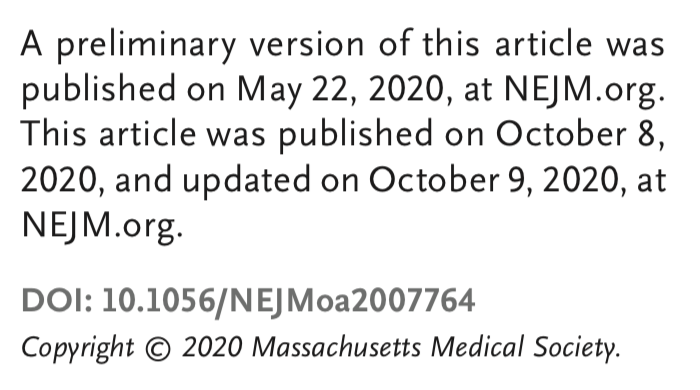 A preliminary version of this article was
published on May 22, 2020, at NEJM.org.
This article was published on October 8,
2020, and updated on October 9, 2020, at
NEJM.org.
DOI: 10.1056/NEJMoa2007764
Copyright © 2020 Massachusetts Medical Society.